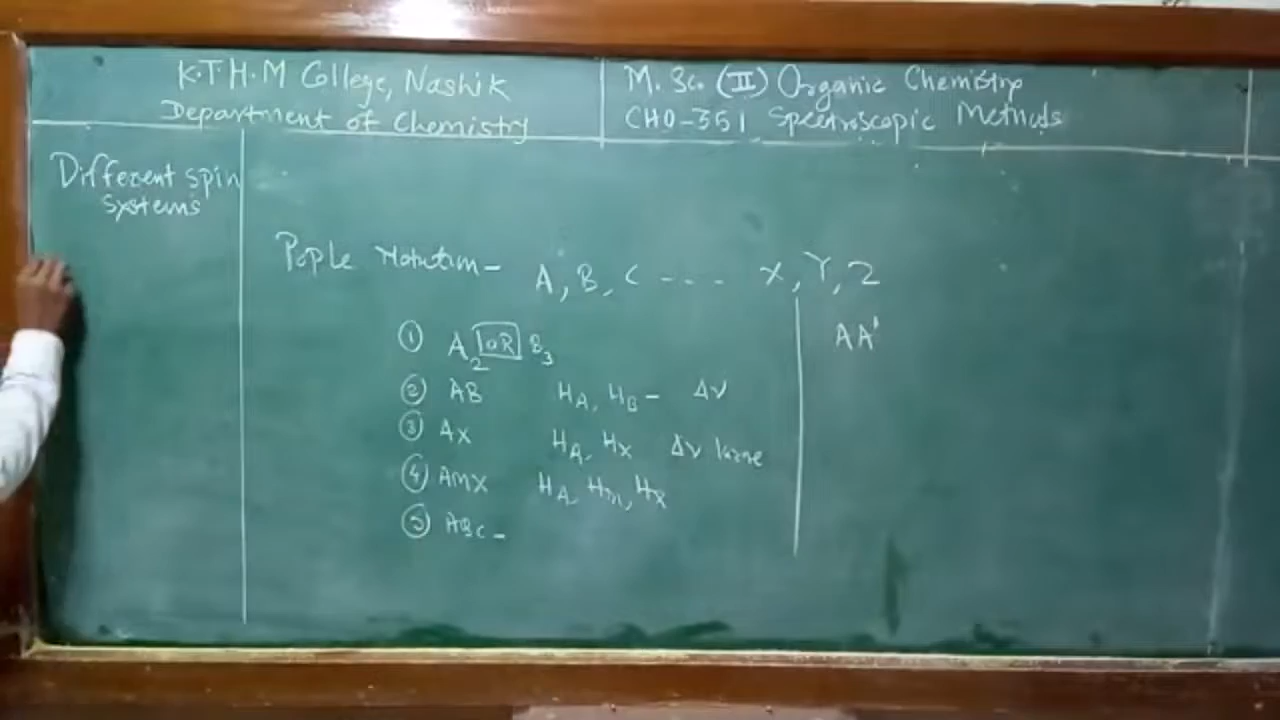 K.T.H.M College, Nashik
Department of Chemistry
M. Sc. (II) Organic Chemistry
CHO-351 Spectroscopic Methods
Different spin
systems
Pople Notation - A, B, C ---- X, Y, Z
① A₂ OR B₃
② AB HA, HB - Δν
③ AX HA, HX Δν large
④ AMX HA, HM, HX
⑤ ABC -
AA'